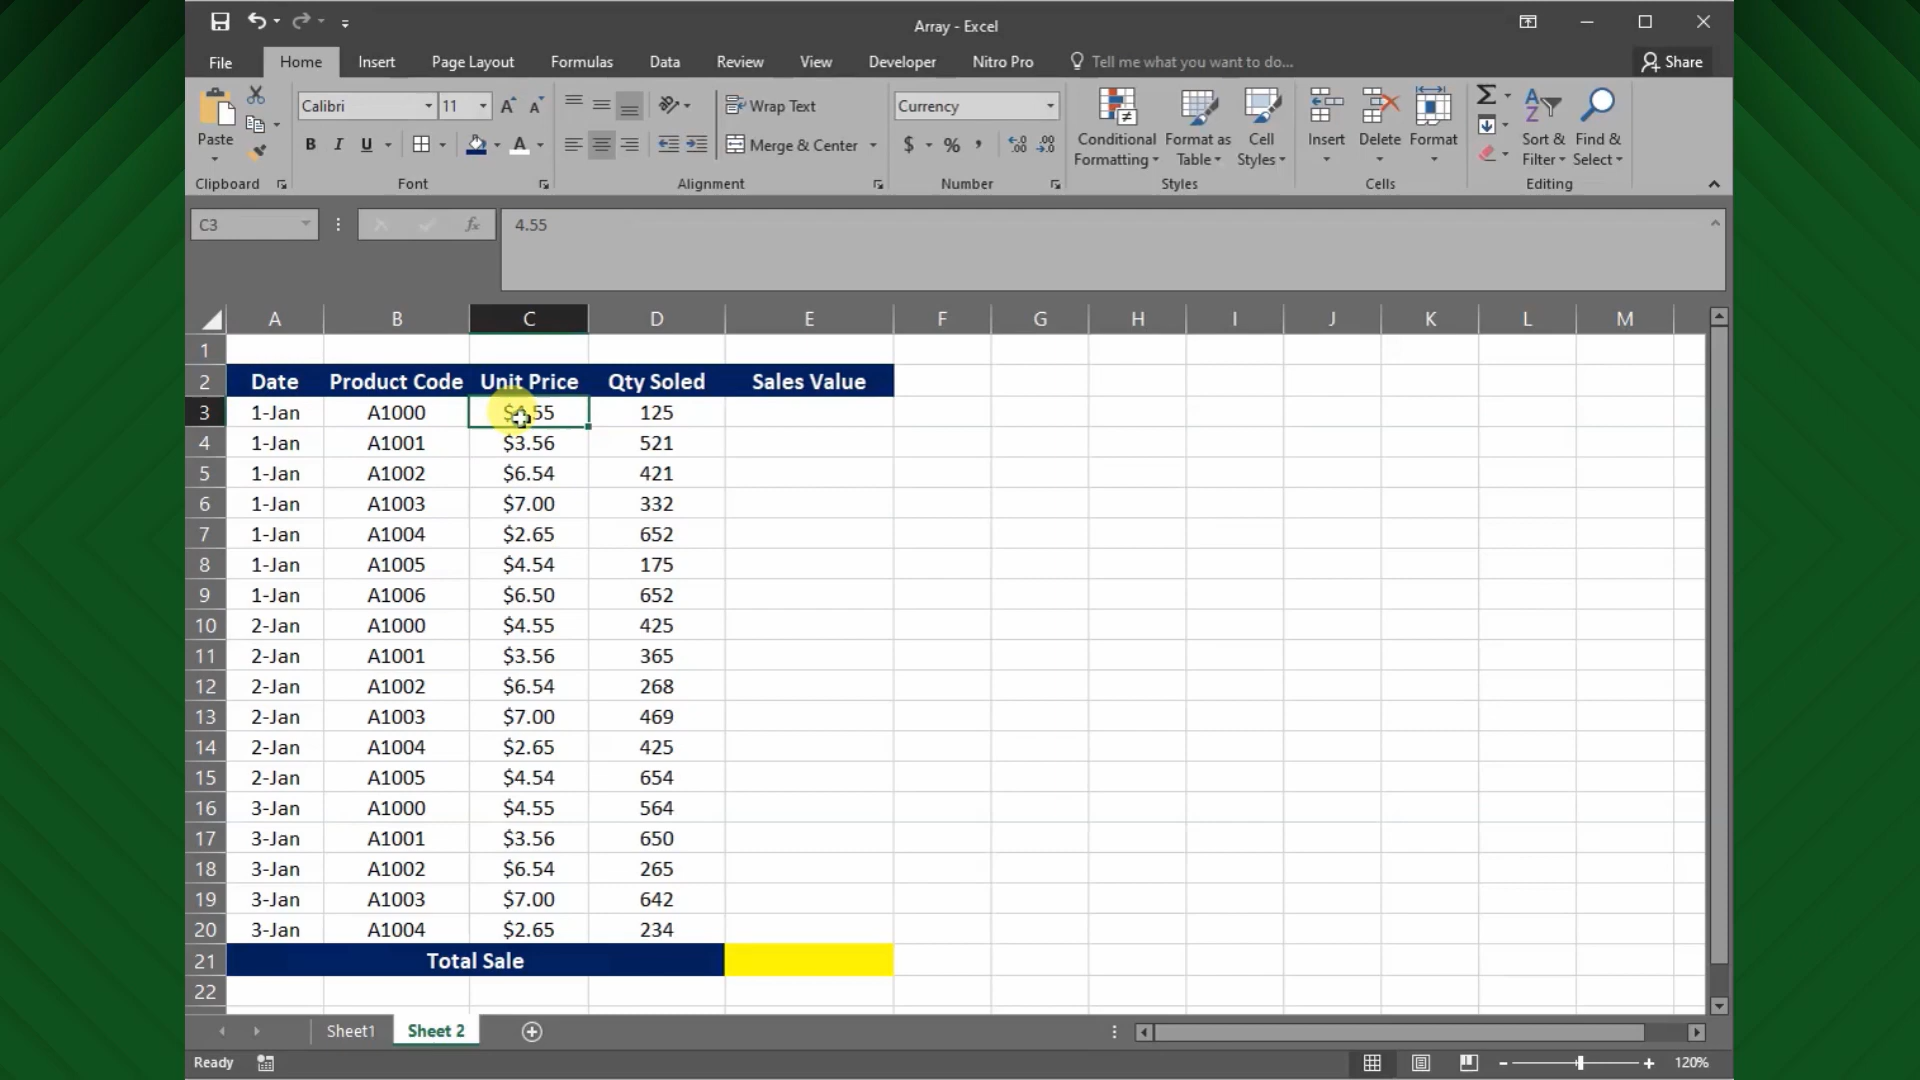 Array - Excel
File Home Insert Page Layout Formulas Data Review View Developer Nitro Pro Tell me what you want to do... Share
Paste Calibri 11 Wrap Text Currency Conditional Formatting Format as Table Cell Styles Insert Delete Format Sort & Filter Find & Select
B I U A Merge & Center $ % ,
Clipboard Font Alignment Number Styles Cells Editing
C3 fx 4.55
A B C D E F G H I J K L M
1
2 Date Product Code Unit Price Qty Soled Sales Value
3 1-Jan A1000 55 125
4 1-Jan A1001 $3.56 521
5 1-Jan A1002 $6.54 421
6 1-Jan A1003 $7.00 332
7 1-Jan A1004 $2.65 652
8 1-Jan A1005 $4.54 175
9 1-Jan A1006 $6.50 652
10 2-Jan A1000 $4.55 425
11 2-Jan A1001 $3.56 365
12 2-Jan A1002 $6.54 268
13 2-Jan A1003 $7.00 469
14 2-Jan A1004 $2.65 425
15 2-Jan A1005 $4.54 654
16 3-Jan A1000 $4.55 564
17 3-Jan A1001 $3.56 650
18 3-Jan A1002 $6.54 265
19 3-Jan A1003 $7.00 642
20 3-Jan A1004 $2.65 234
21 Total Sale
22
Sheet1 Sheet 2
Ready 120%